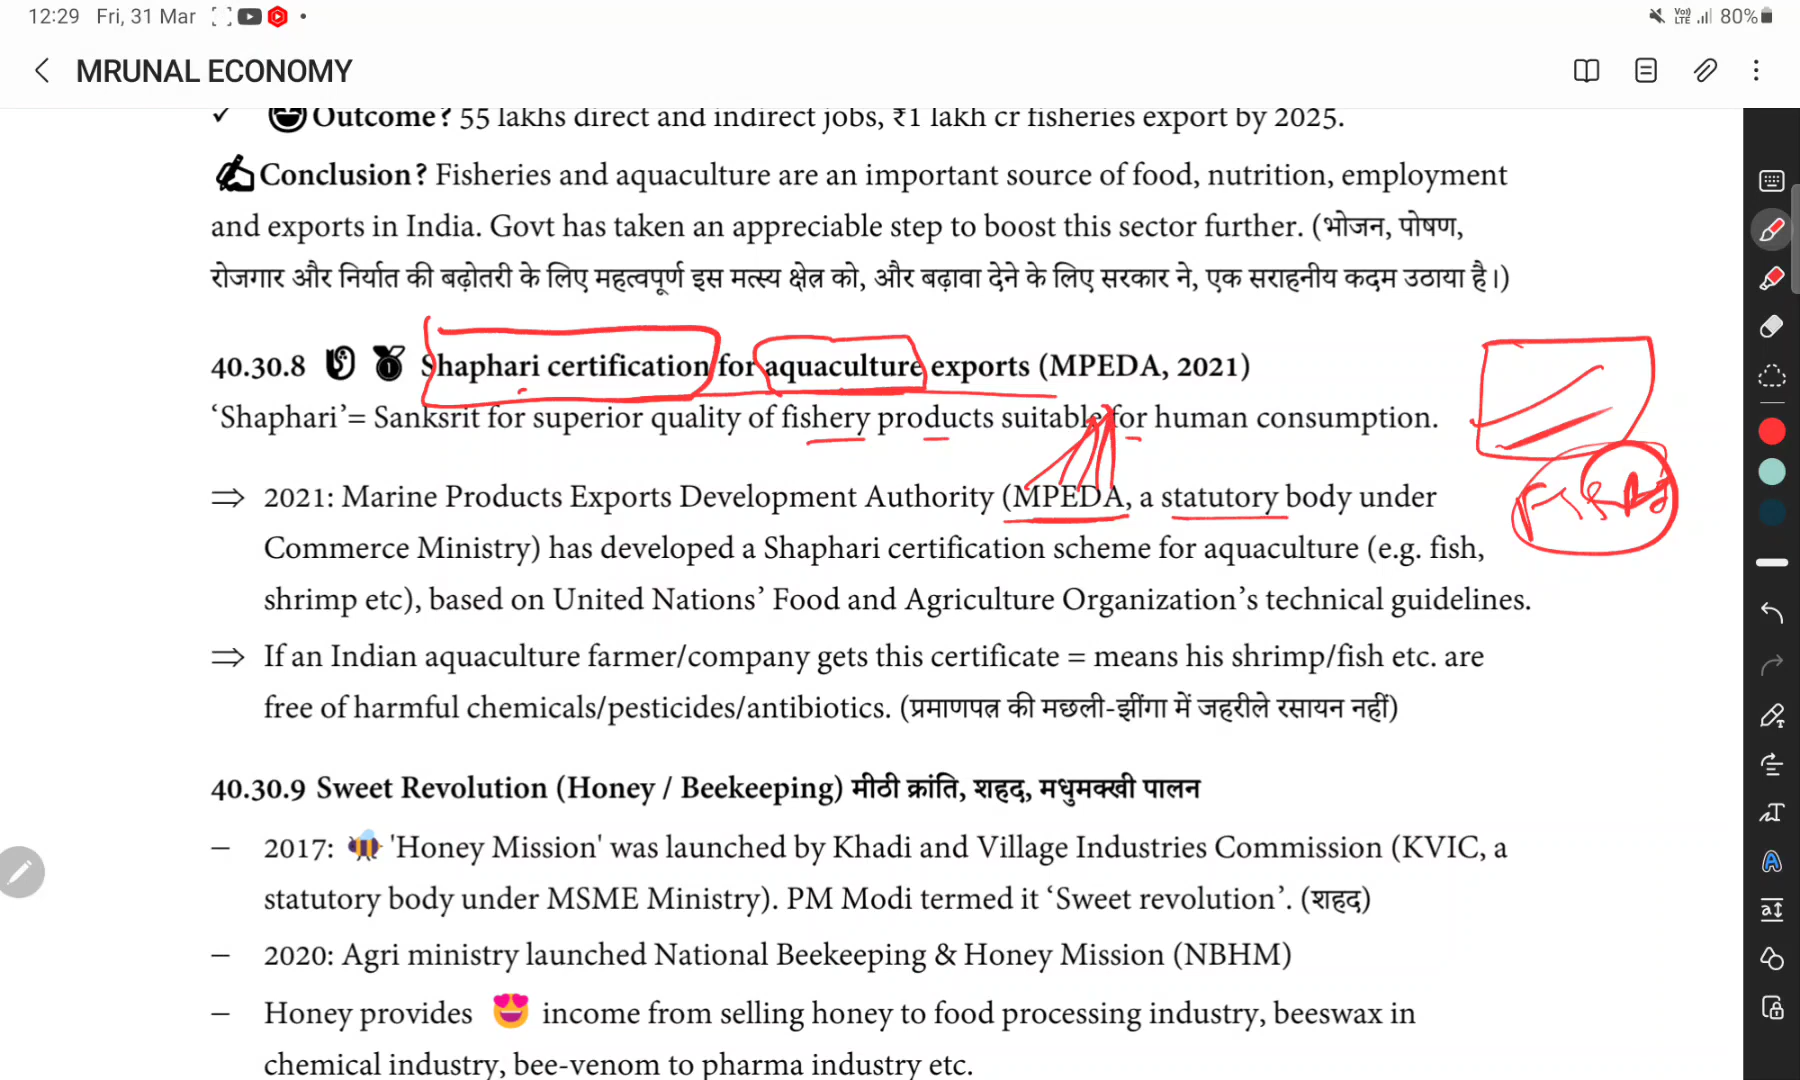 12:29 Fri, 31 Mar 80%
MRUNAL ECONOMY
Outcome? 55 lakhs direct and indirect jobs, ₹1 lakh cr fisheries export by 2025.
Conclusion? Fisheries and aquaculture are an important source of food, nutrition, employment
and exports in India. Govt has taken an appreciable step to boost this sector further. (भोजन, पोषण,
रोजगार और निर्यात की बढ़ोतरी के लिए महत्वपूर्ण इस मत्स्य क्षेत्र को, और बढ़ावा देने के लिए सरकार ने, एक सराहनीय कदम उठाया है।)
40.30.8 Shaphari certification for aquaculture exports (MPEDA, 2021)
‘Shaphari’= Sanksrit for superior quality of fishery products suitable for human consumption.
⇒ 2021: Marine Products Exports Development Authority (MPEDA, a statutory body under
Commerce Ministry) has developed a Shaphari certification scheme for aquaculture (e.g. fish,
shrimp etc), based on United Nations’ Food and Agriculture Organization’s technical guidelines.
⇒ If an Indian aquaculture farmer/company gets this certificate = means his shrimp/fish etc. are
free of harmful chemicals/pesticides/antibiotics. (प्रमाणपत्र की मछली-झींगा में जहरीले रसायन नहीं)
40.30.9 Sweet Revolution (Honey / Beekeeping) मीठी क्रांति, शहद, मधुमक्खी पालन
– 2017: 'Honey Mission' was launched by Khadi and Village Industries Commission (KVIC, a
statutory body under MSME Ministry). PM Modi termed it ‘Sweet revolution’. (शहद)
– 2020: Agri ministry launched National Beekeeping & Honey Mission (NBHM)
– Honey provides income from selling honey to food processing industry, beeswax in
chemical industry, bee-venom to pharma industry etc.